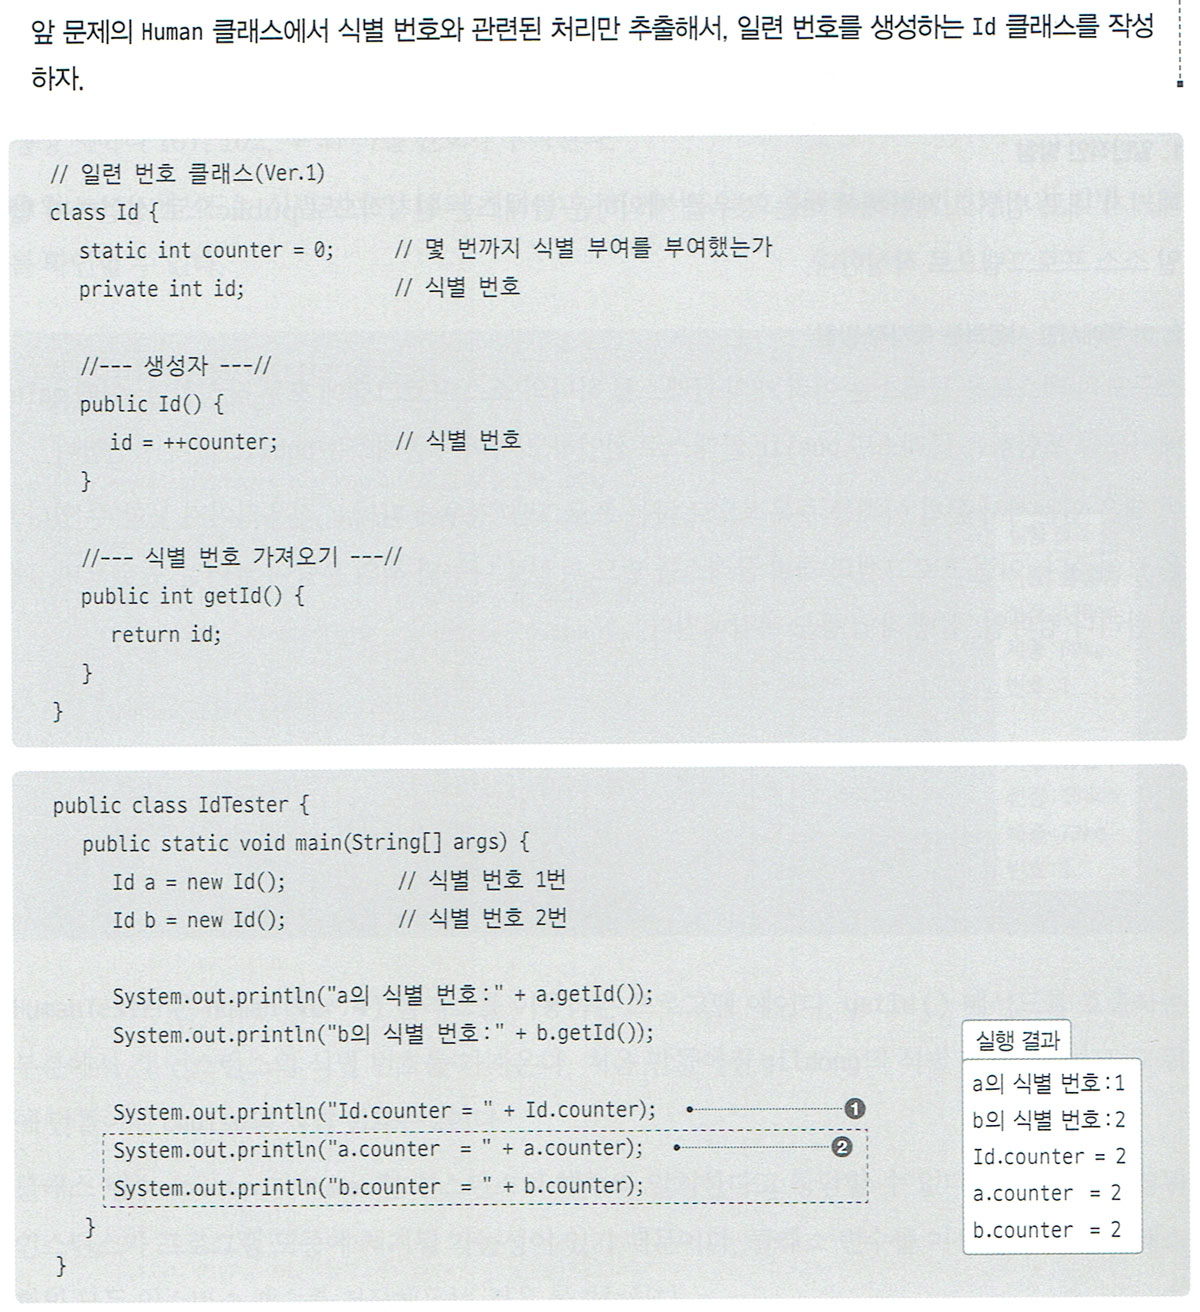 앞 문제의 Human 클래스에서 식별 번호와 관련된 처리만 추출해서, 일련 번호를 생성하는 Id 클래스를 작성
하자.
// 일련 번호 클래스(Ver.1)
class Id {
static int counter = 0; // 몇 번까지 식별 부여를 부여했는가
private int id; // 식별 번호
//--- 생성자 ---//
public Id() {
id = ++counter; // 식별 번호
}
//--- 식별 번호 가져오기 ---//
public int getId() {
return id;
}
}
public class IdTester {
public static void main(String[] args) {
Id a = new Id(); // 식별 번호 1번
Id b = new Id(); // 식별 번호 2번
System.out.println("a의 식별 번호:" + a.getId());
System.out.println("b의 식별 번호:" + b.getId());
System.out.println("Id.counter = " + Id.counter); ❶
System.out.println("a.counter = " + a.counter); ❷
System.out.println("b.counter = " + b.counter);
}
}
실행 결과
a의 식별 번호:1
b의 식별 번호:2
Id.counter = 2
a.counter = 2
b.counter = 2